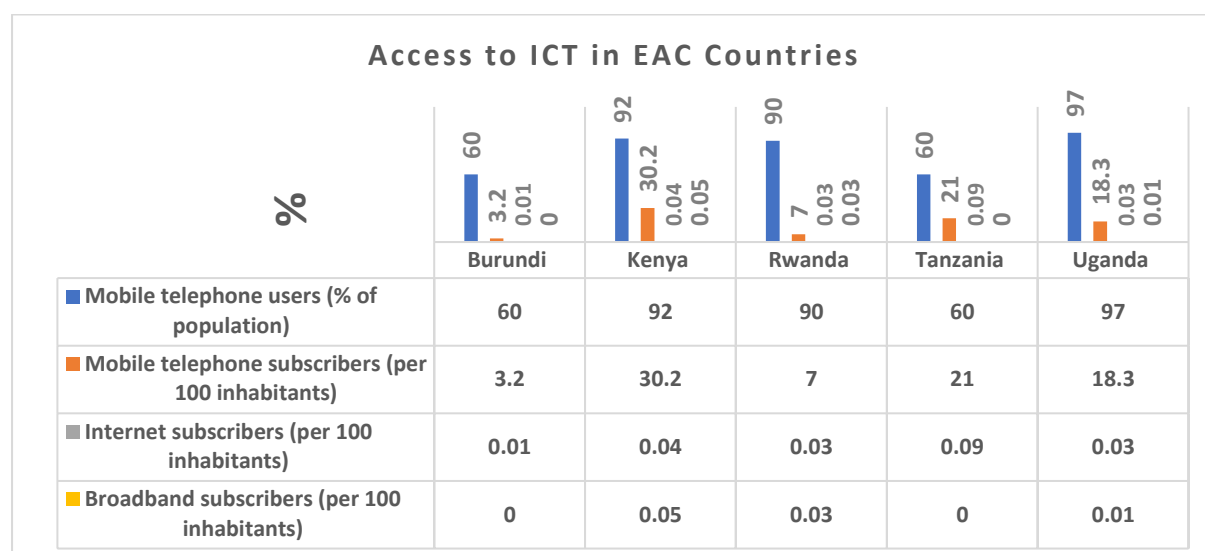 Access to ICT in EAC Countries
%
60
3.2
0.01
0
92
30.2
0.04
0.05
90
7
0.03
0.03
60
21
0.09
0
97
18.3
0.03
0.01
Burundi Kenya Rwanda Tanzania Uganda
Mobile telephone users (% of
population)
60 92 90 60 97
Mobile telephone subscribers (per
100 inhabitants)
3.2 30.2 7 21 18.3
Internet subscribers (per 100
inhabitants)
0.01 0.04 0.03 0.09 0.03
Broadband subscribers (per 100
inhabitants)
0 0.05 0.03 0 0.01